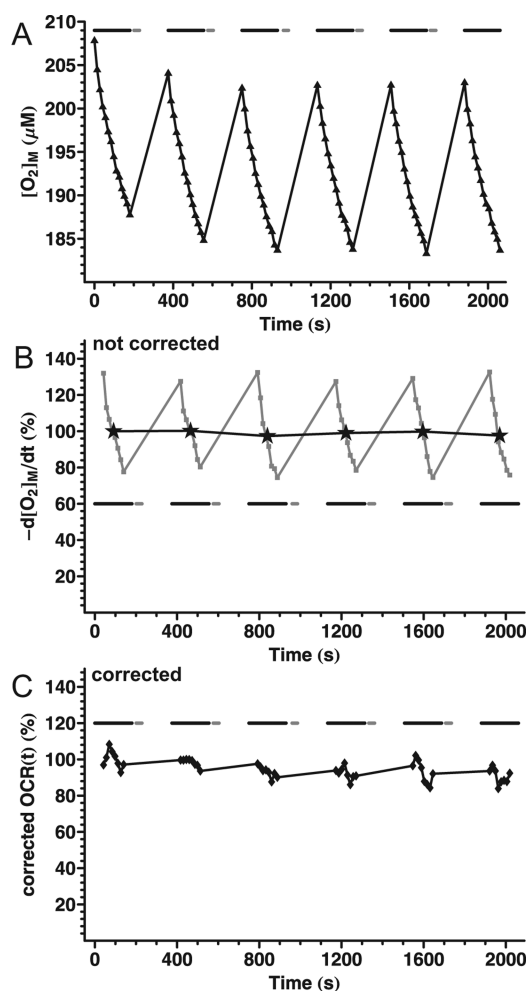 A
210
205
200
195
190
185
[O₂]M (μM)
0 400 800 1200 1600 2000
Time (s)
B
not corrected
140
120
100
80
60
40
20
−d[O₂]M/dt (%)
0 400 800 1200 1600 2000
Time (s)
C
corrected
140
120
100
80
60
40
20
corrected OCR(t) (%)
0 400 800 1200 1600 2000
Time (s)